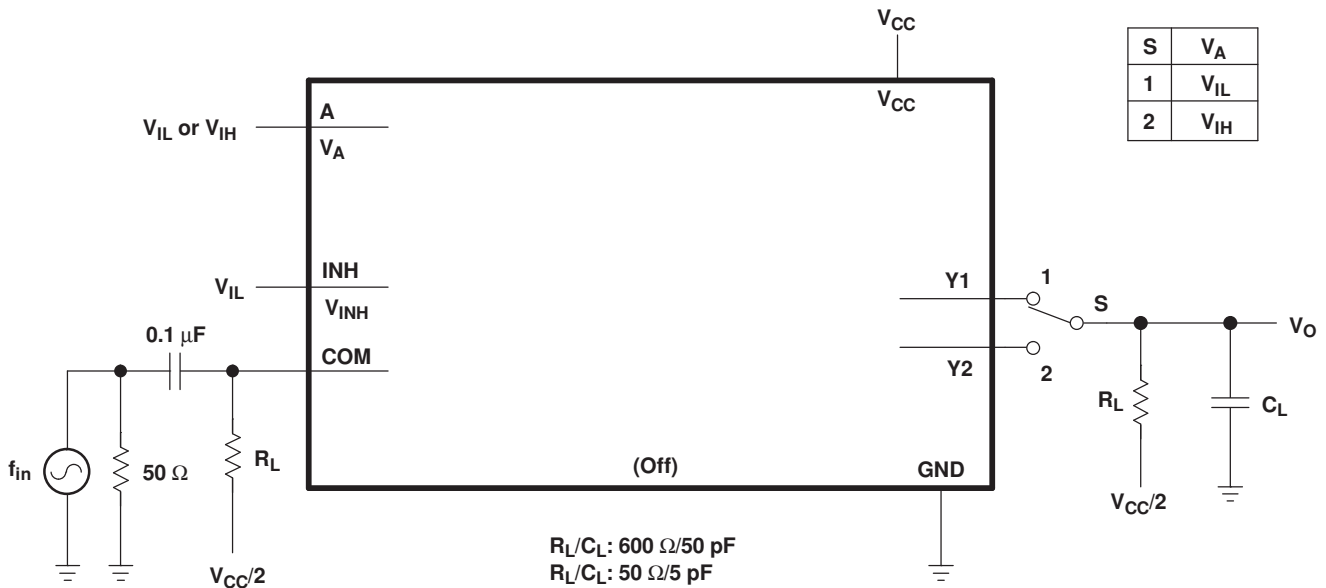 V_CC
S V_A
1 V_IL
2 V_IH
V_CC
A
V_IL or V_IH
V_A
INH
V_IL
V_INH
Y1
1
S
V_O
0.1 μF
COM
Y2
2
R_L
C_L
f_in
50 Ω
R_L
(Off)
GND
V_CC/2
V_CC/2
R_L/C_L: 600 Ω/50 pF
R_L/C_L: 50 Ω/5 pF